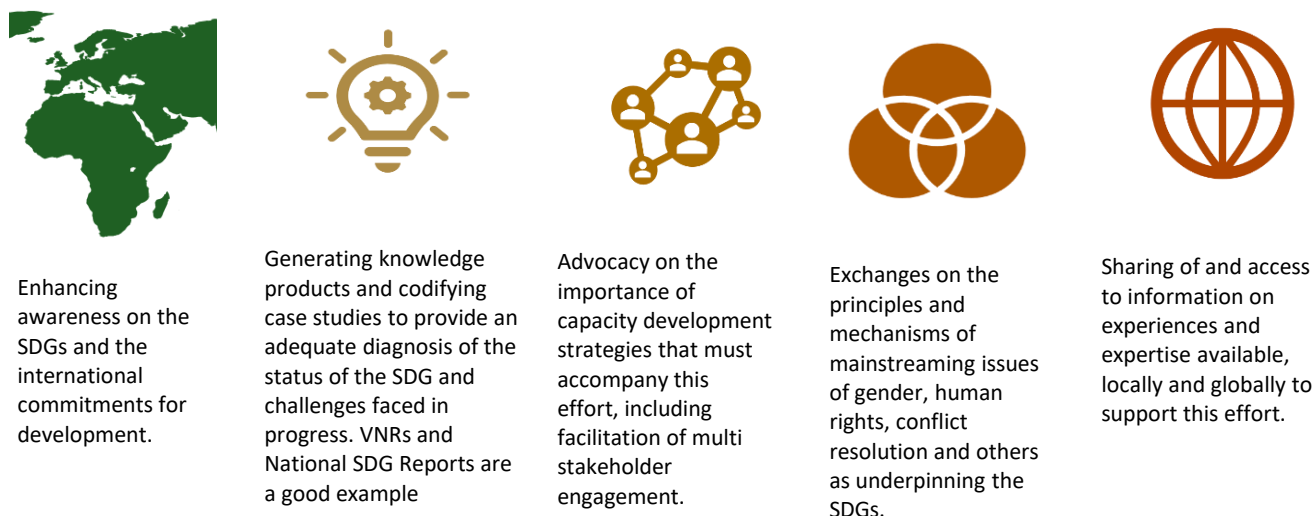 Enhancing
awareness on the
SDGs and the
international
commitments for
development.
Generating knowledge
products and codifying
case studies to provide an
adequate diagnosis of the
status of the SDG and
challenges faced in
progress. VNRs and
National SDG Reports are
a good example
Advocacy on the
importance of
capacity development
strategies that must
accompany this
effort, including
facilitation of multi
stakeholder
engagement.
Exchanges on the
principles and
mechanisms of
mainstreaming issues
of gender, human
rights, conflict
resolution and others
as underpinning the
SDGs.
Sharing of and access
to information on
experiences and
expertise available,
locally and globally to
support this effort.